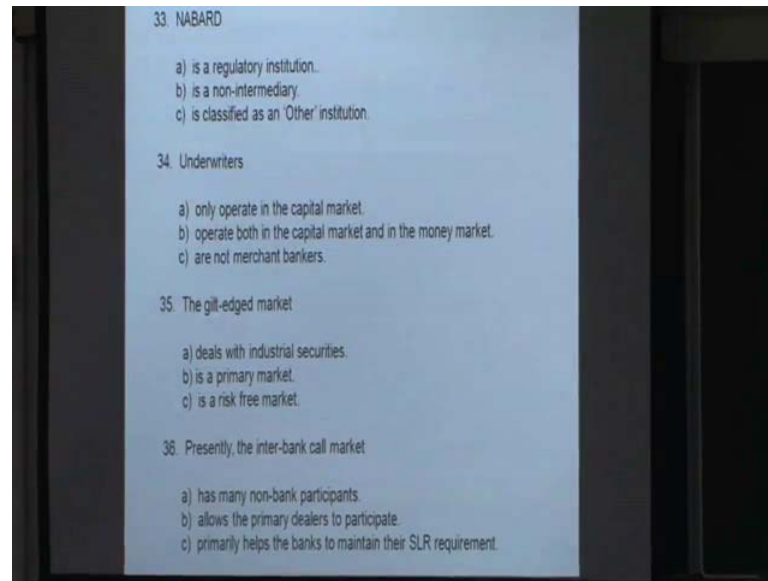 33. NABARD
a) is a regulatory institution..
b) is a non-intermediary.
c) is classified as an 'Other' institution.
34. Underwriters
a) only operate in the capital market.
b) operate both in the capital market and in the money market.
c) are not merchant bankers.
35. The gilt-edged market
a) deals with industrial securities.
b) is a primary market.
c) is a risk free market.
36. Presently, the inter-bank call market
a) has many non-bank participants.
b) allows the primary dealers to participate.
c) primarily helps the banks to maintain their SLR requirement.